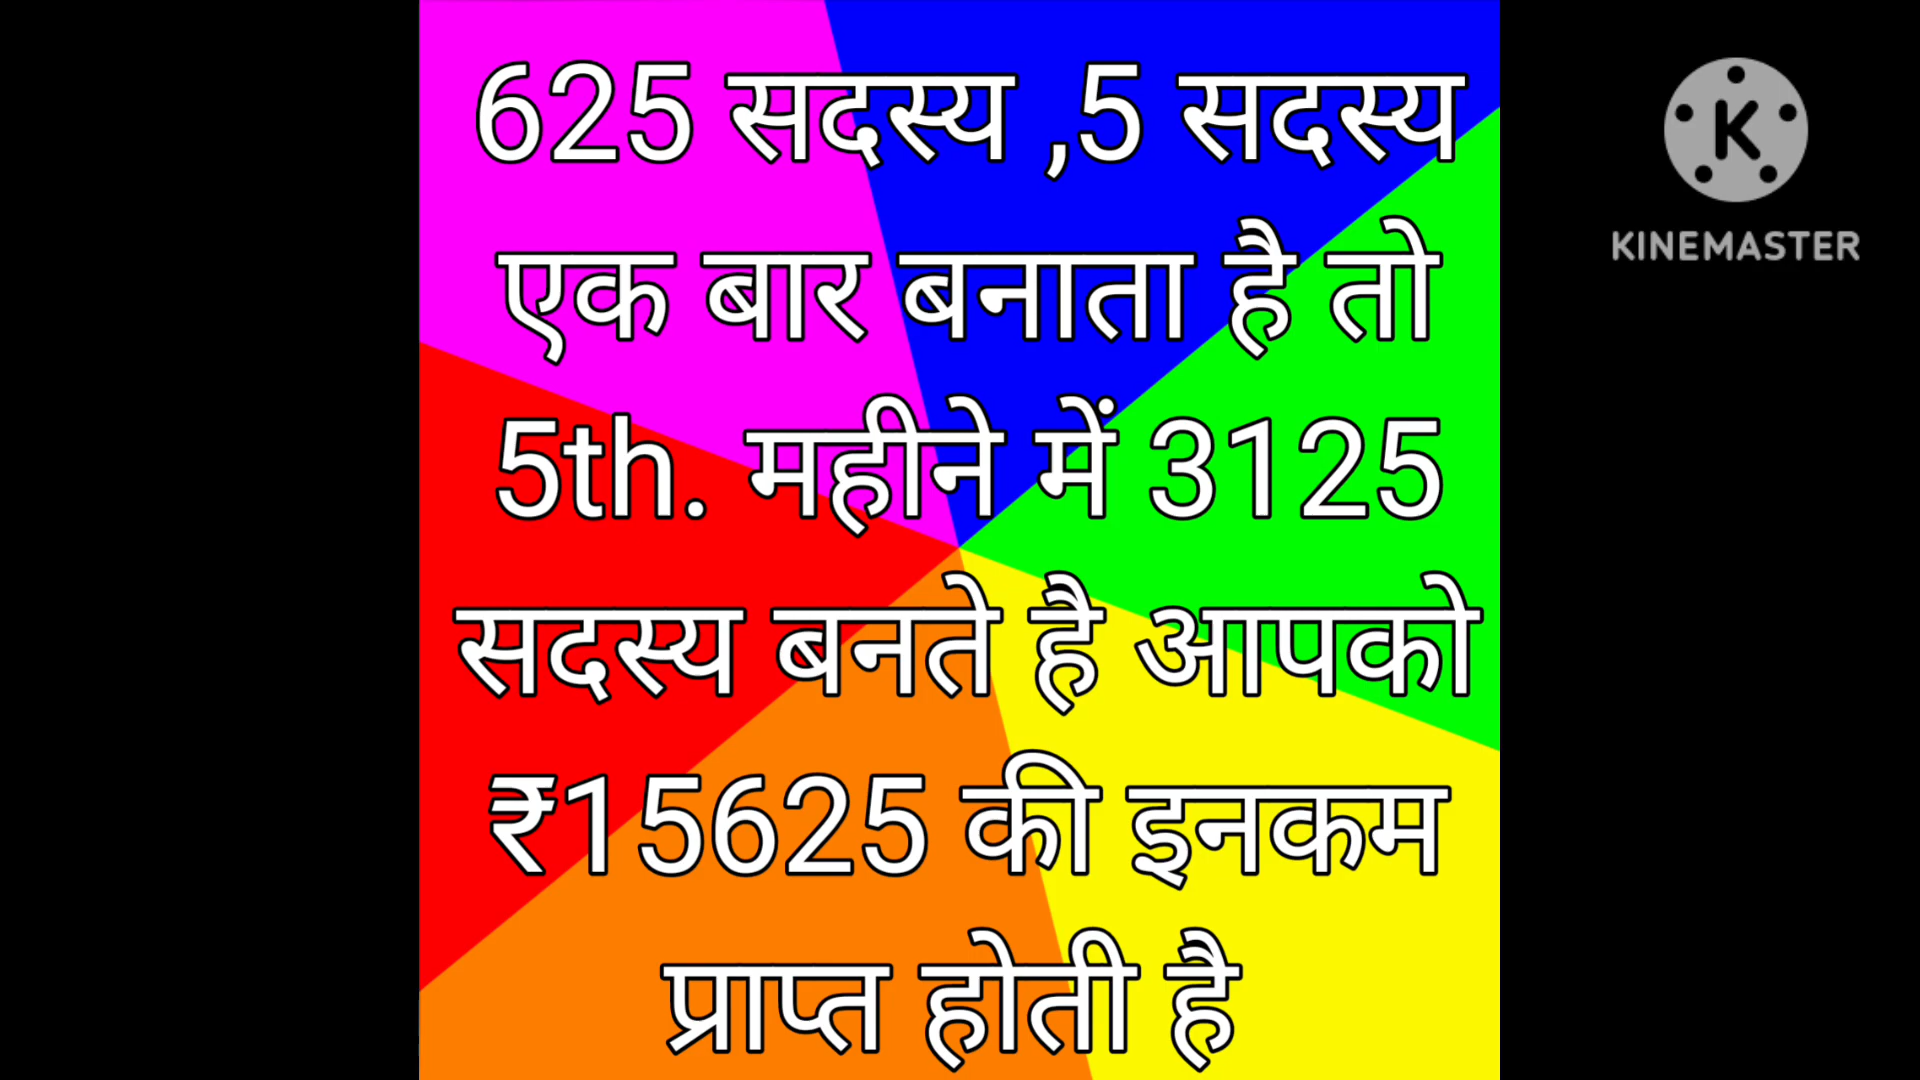 625 सदस्य ,5 सदस्य
एक बार बनाता है तो
5th. महीने में 3125
सदस्य बनते है आपको
₹15625 की इनकम
प्राप्त होती है
K
KINEMASTER